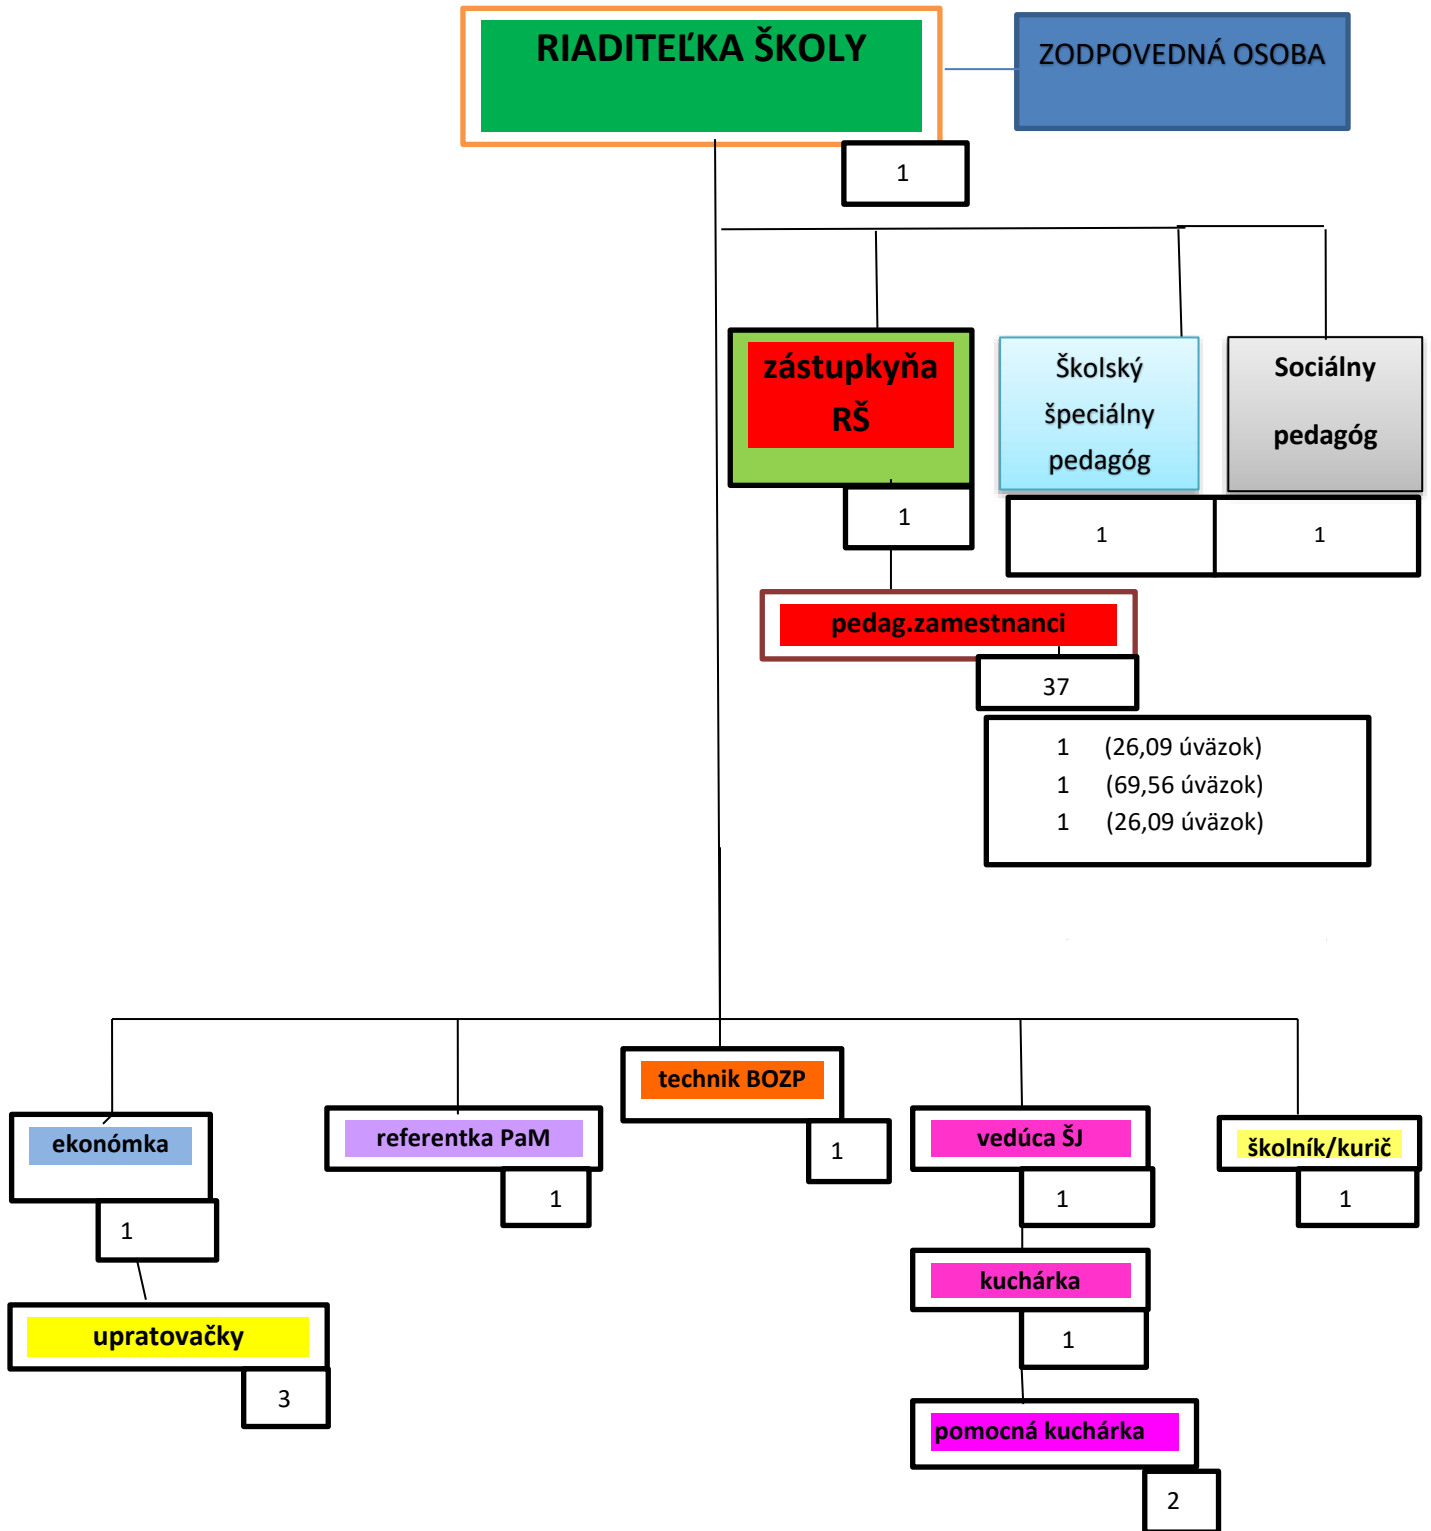 RIADITEĽKA ŠKOLY
ZODPOVEDNÁ OSOBA
1
zástupkyňa
RŠ
1
Školský
špeciálny
pedagóg
1
Sociálny
pedagóg
1
pedag.zamestnanci
37
1 (26,09 úväzok)
1 (69,56 úväzok)
1 (26,09 úväzok)
technik BOZP
1
ekonómka
1
referentka PaM
1
vedúca ŠJ
1
školník/kurič
1
upratovačky
3
kuchárka
1
pomocná kuchárka
2